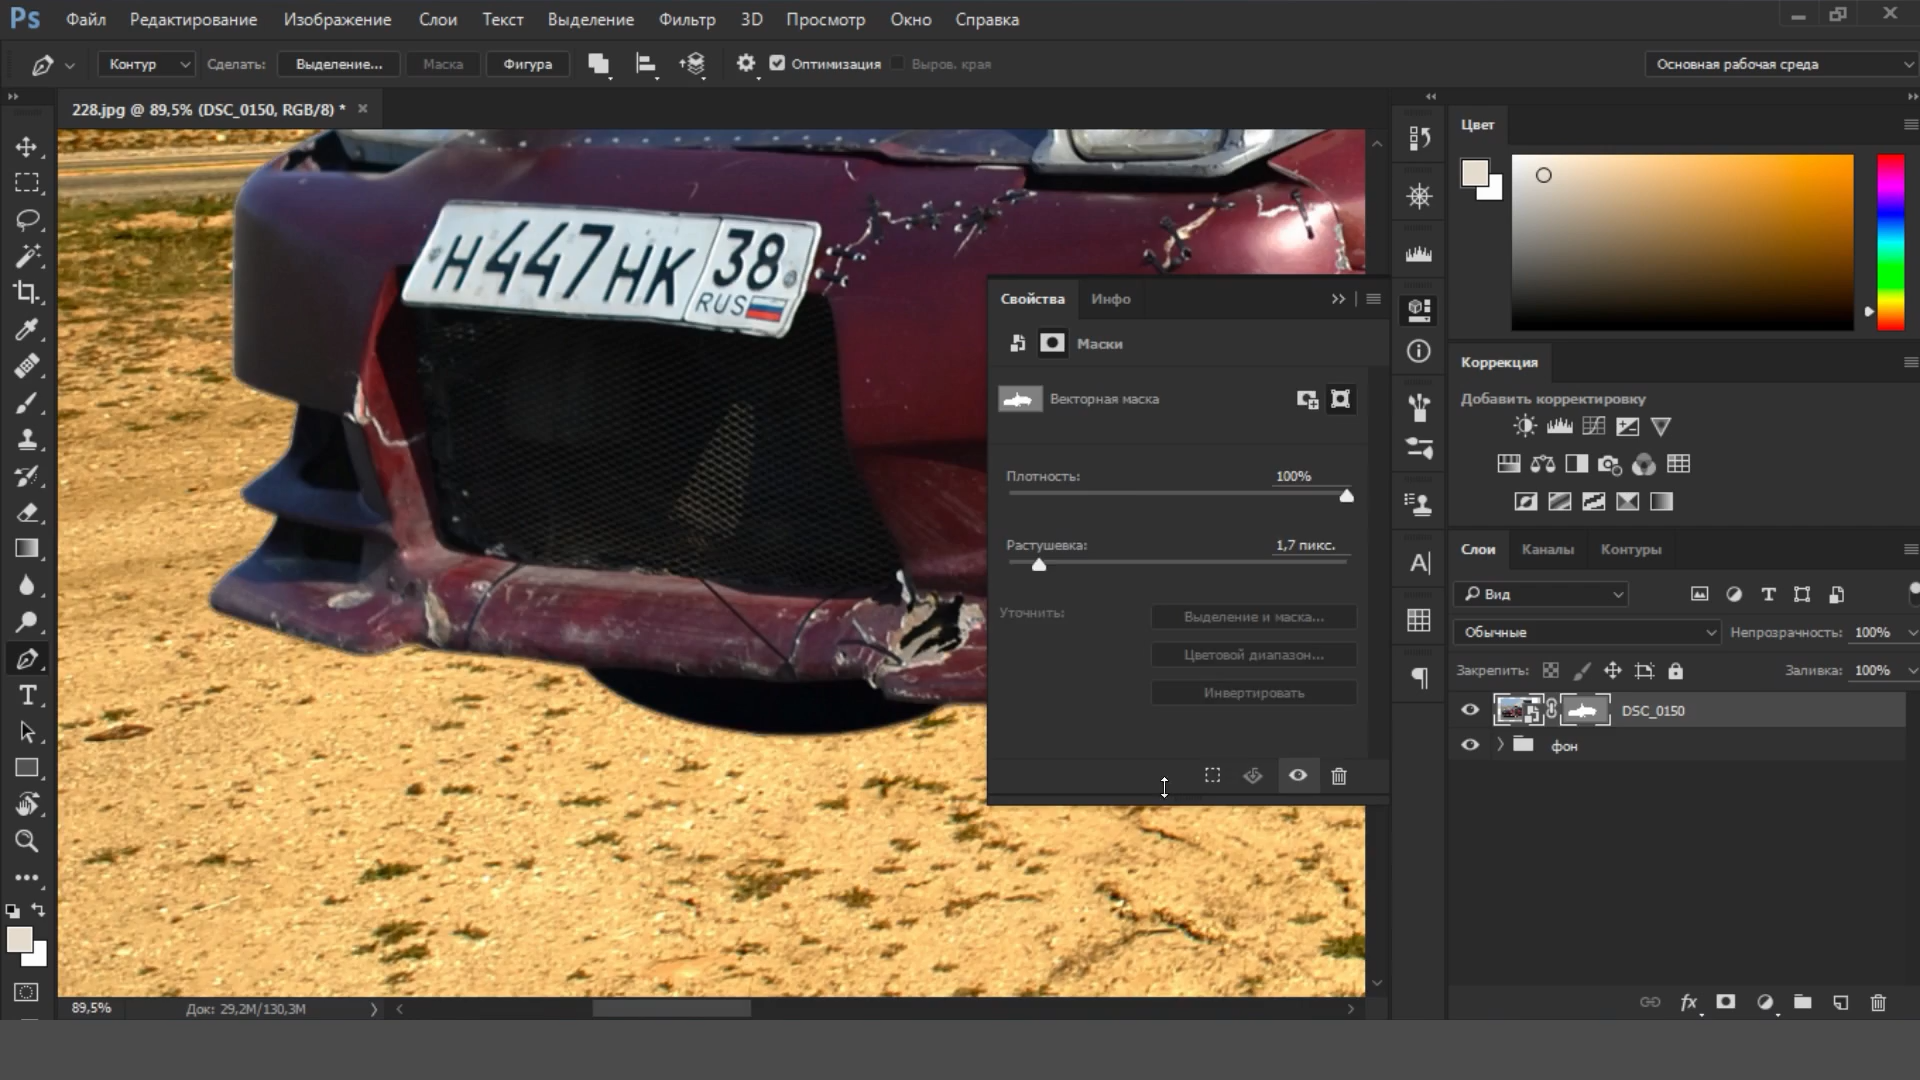 Ps Файл Редактирование Изображение Слои Текст Выделение Фильтр 3D Просмотр Окно Справка
Контур Сделать: Выделение... Маска Фигура Оптимизация Выров. края Основная рабочая среда
228.jpg @ 89,5% (DSC_0150, RGB/8) *
Цвет
Н447НК 38
RUS
Свойства Инфо
Маски
Векторная маска
Плотность: 100%
Растушевка: 1,7 пикс.
Уточнить: Выделение и маска...
Цветовой диапазон...
Инвертировать
Коррекция
Добавить корректировку
Слои Каналы Контуры
Вид
Обычные Непрозрачность: 100%
Закрепить: Заливка: 100%
DSC_0150
фон
89,5% Док: 29,2M/130,3M